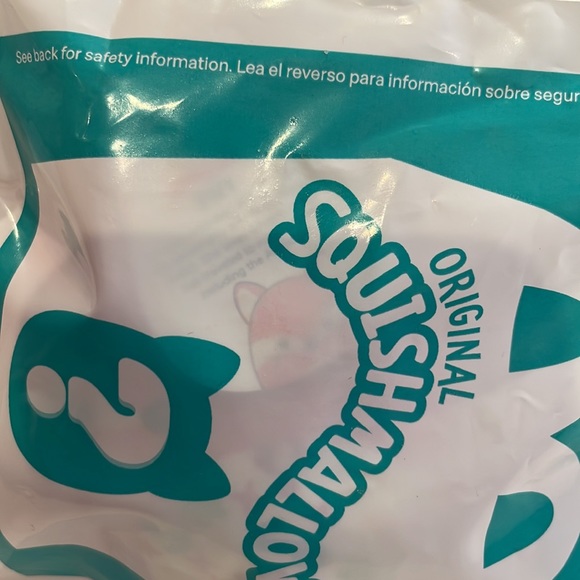 See back for safety information. Lea el reverso para información sobre segur
ORIGINAL
SQUISHMALLOW
?